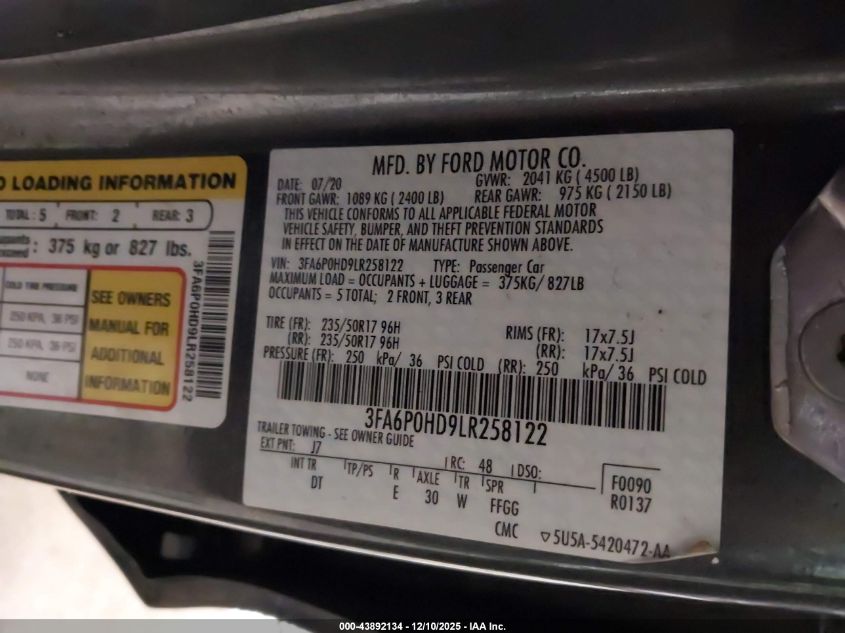 O LOADING INFORMATION
TOTAL: 5 FRONT: 2 REAR: 3
375 kg or 827 lbs.
COLD TIRE PRESSURE
250 KPA, 36 PSI
250 KPA, 36 PSI
NONE
SEE OWNERS
MANUAL FOR
ADDITIONAL
INFORMATION
3FA6P0HD9LR258122
MFD. BY FORD MOTOR CO.
DATE: 07/20 GVWR: 2041 KG (4500 LB)
FRONT GAWR: 1089 KG (2400 LB) REAR GAWR: 975 KG (2150 LB)
THIS VEHICLE CONFORMS TO ALL APPLICABLE FEDERAL MOTOR
VEHICLE SAFETY, BUMPER, AND THEFT PREVENTION STANDARDS
IN EFFECT ON THE DATE OF MANUFACTURE SHOWN ABOVE.
VIN: 3FA6P0HD9LR258122 TYPE: Passenger Car
MAXIMUM LOAD = OCCUPANTS + LUGGAGE = 375KG/ 827LB
OCCUPANTS = 5 TOTAL; 2 FRONT, 3 REAR
TIRE (FR): 235/50R17 96H RIMS (FR): 17x7.5J
(RR): 235/50R17 96H (RR): 17x7.5J
PRESSURE (FR): 250 kPa/ 36 PSI COLD (RR): 250 kPa/ 36 PSI COLD
3FA6P0HD9LR258122
TRAILER TOWING - SEE OWNER GUIDE
EXT PNT: J7 RC: 48 DSO:
INT TR TP/PS R AXLE TR SPR
DT E 30 W FFGG
F0090
R0137
CMC ▽5U5A-5420472-AA
000-43892134 - 12/10/2025 - IAA Inc.